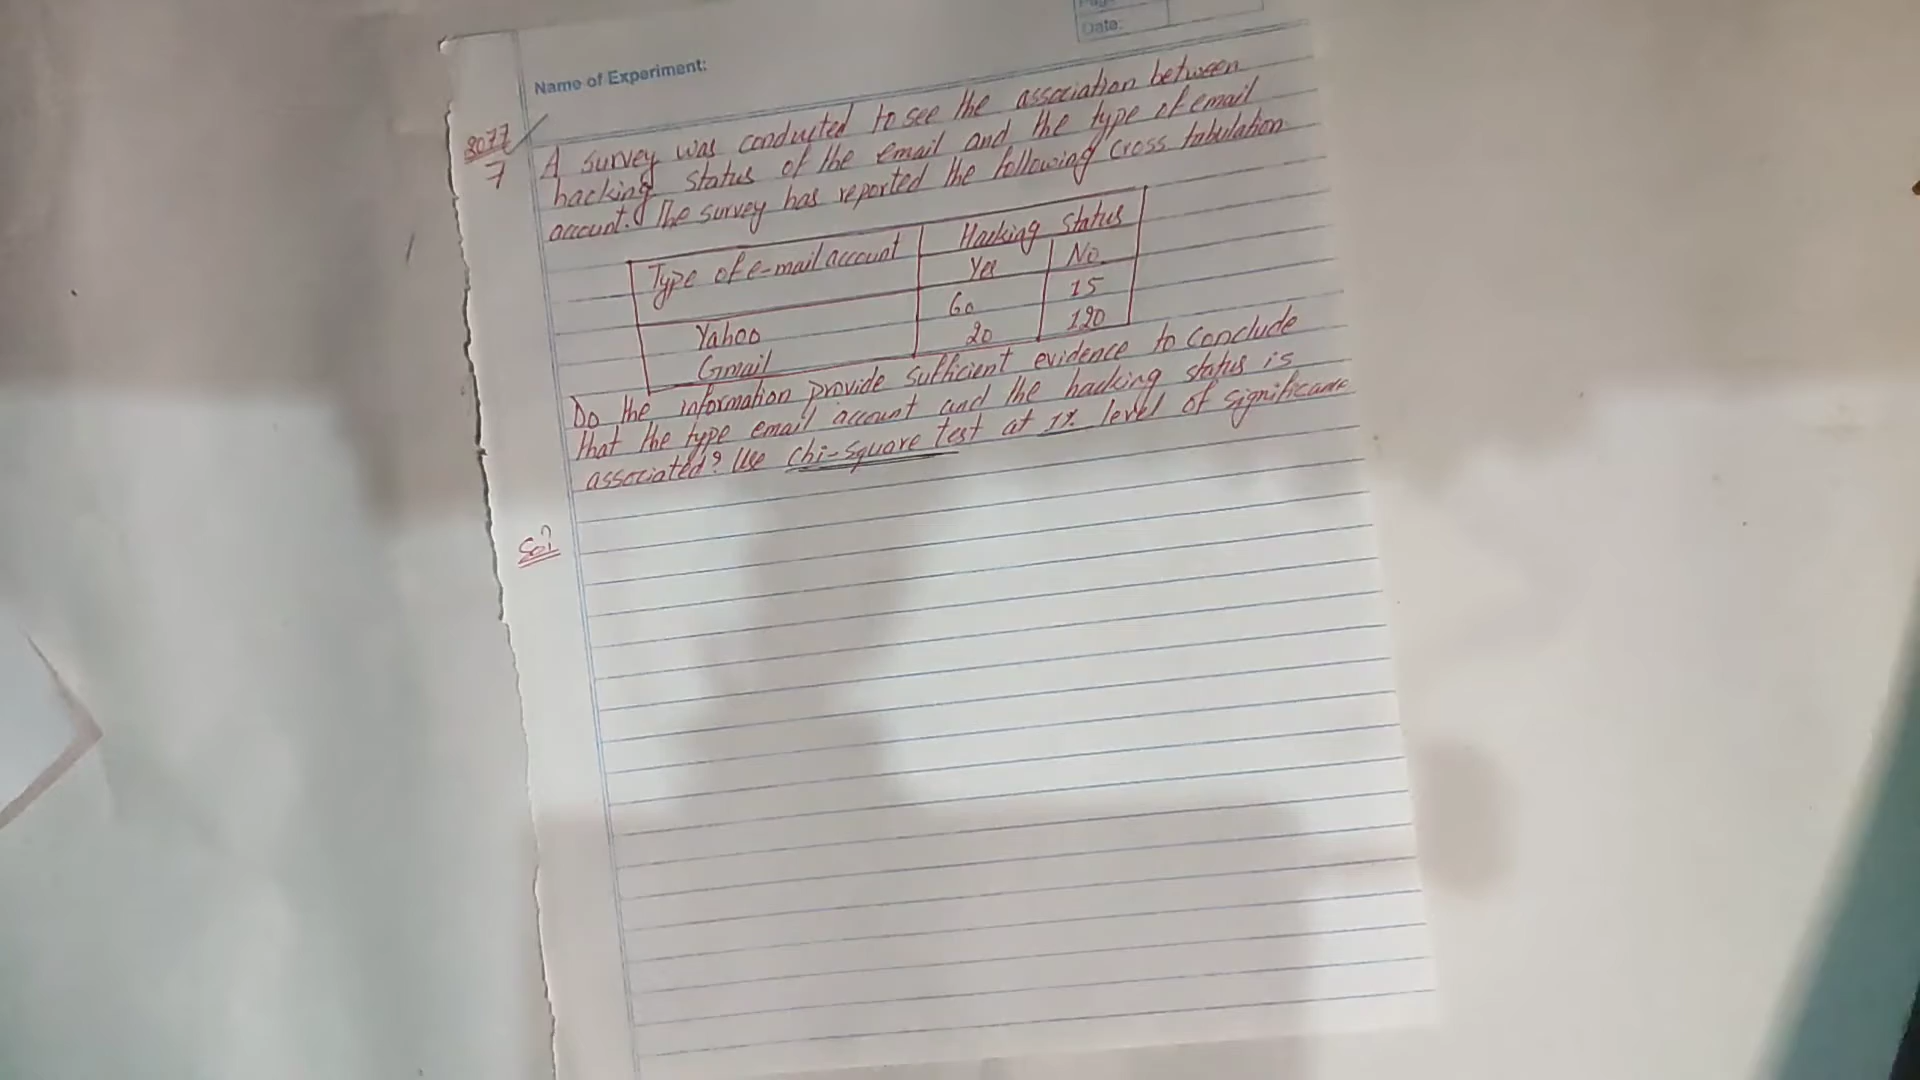 Date:
Name of Experiment:
2077
7
A survey was conducted to see the association between
hacking status of the email and the type of email
account. The survey has reported the following cross tabulation
Type of e-mail account Hacking Status
Yes No
Yahoo 60 15
Gmail 20 120
Do the information provide sufficient evidence to conclude
that the type email account and the hacking status is
associated? Use chi-square test at 1% level of significance
Soln